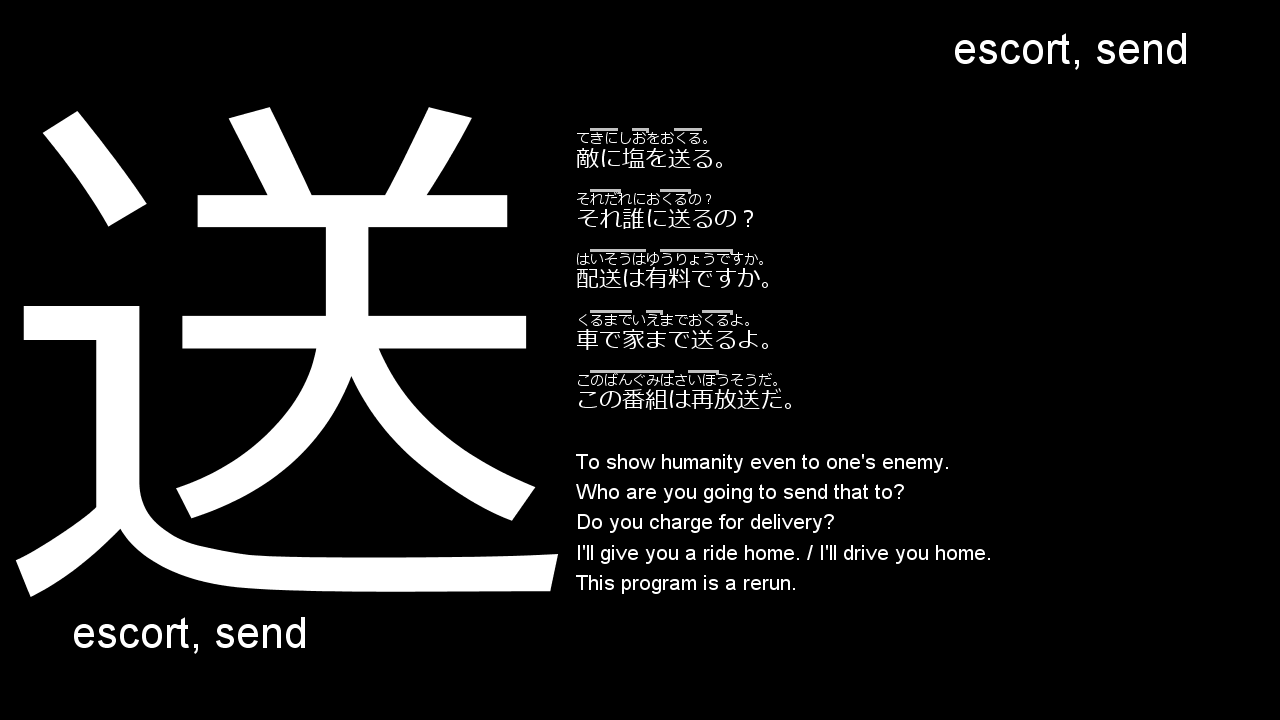 escort, send
送
てきにしおをおくる。
敵に塩を送る。
それだれにおくるの？
それ誰に送るの？
はいそうはゆうりょうですか。
配送は有料ですか。
くるまでいえまでおくるよ。
車で家まで送るよ。
このばんぐみはさいほうそうだ。
この番組は再放送だ。
To show humanity even to one's enemy.
Who are you going to send that to?
Do you charge for delivery?
I'll give you a ride home. / I'll drive you home.
This program is a rerun.
escort, send